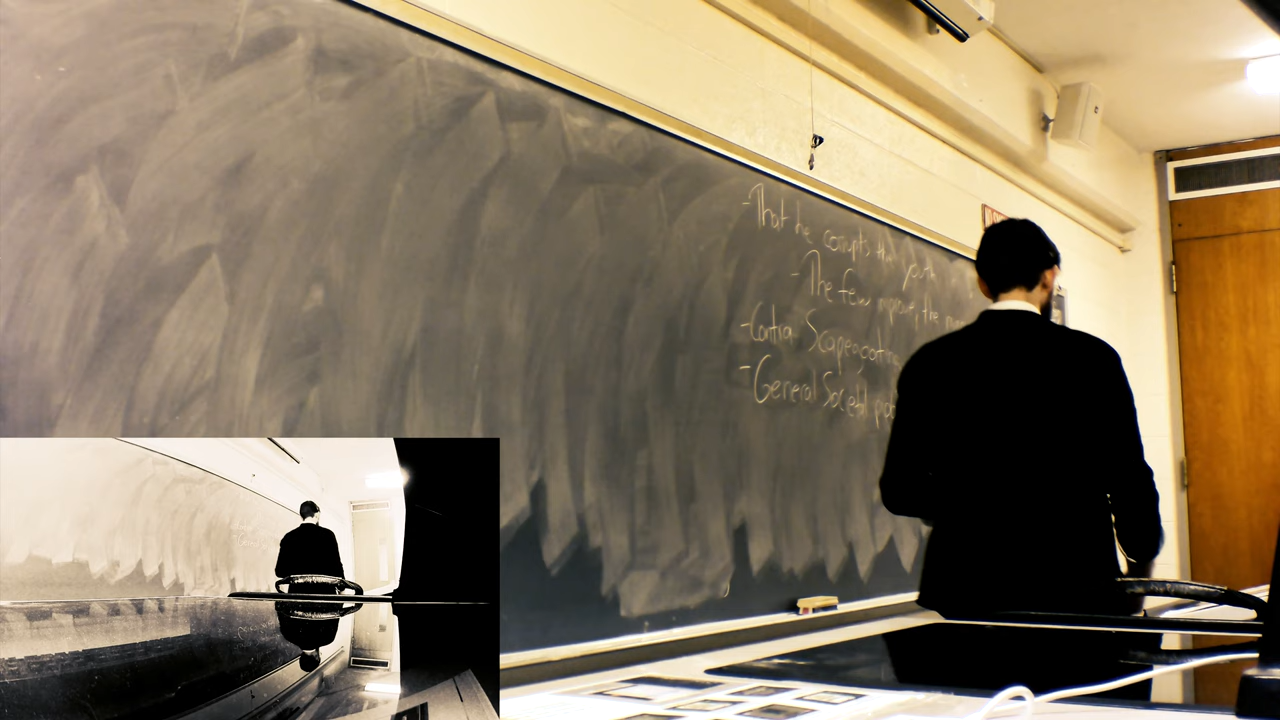 -That he corrupts the youth
-The few improve, the
-Contra Scapegoating
-General Societal